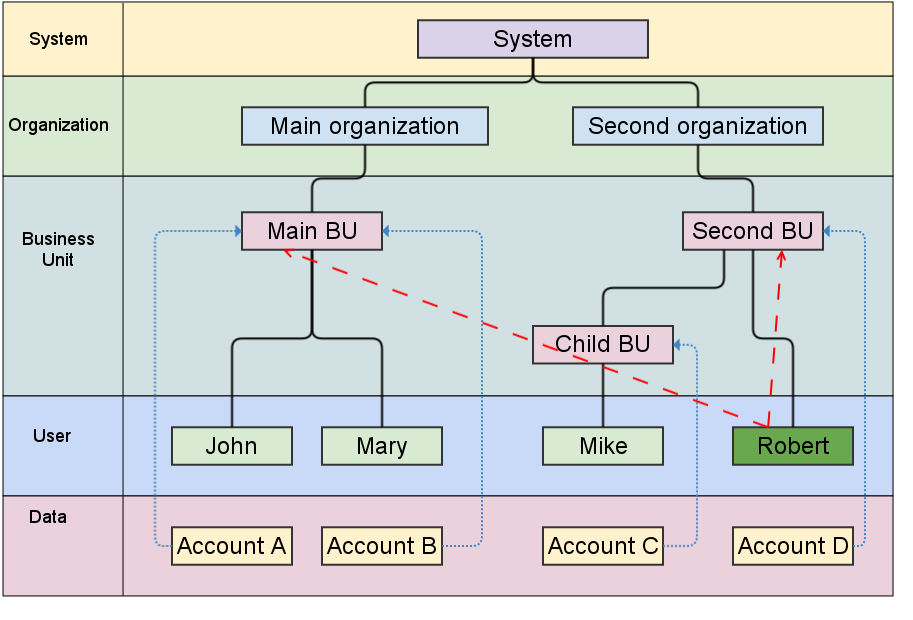 System
System
Organization
Main organization
Second organization
Business
Unit
Main BU
Second BU
Child BU
User
John
Mary
Mike
Robert
Data
Account A
Account B
Account C
Account D